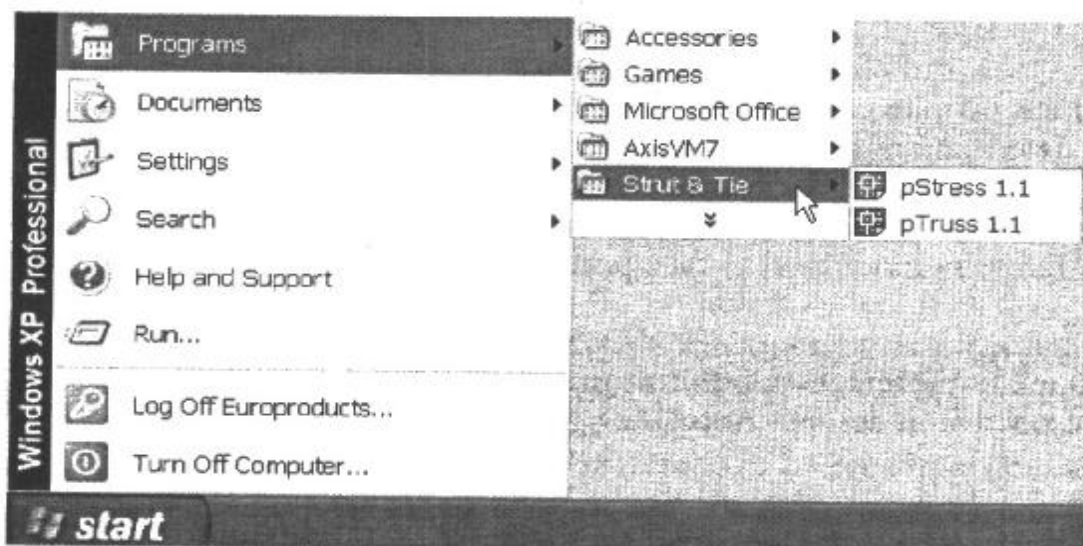 Windows XP Professional
Programs
Documents
Settings
Search
Help and Support
Run...
Log Off Europroducts...
Turn Off Computer...
Accessories
Games
Microsoft Office
AxisVM7
Strut & Tie
pStress 1.1
pTruss 1.1
start